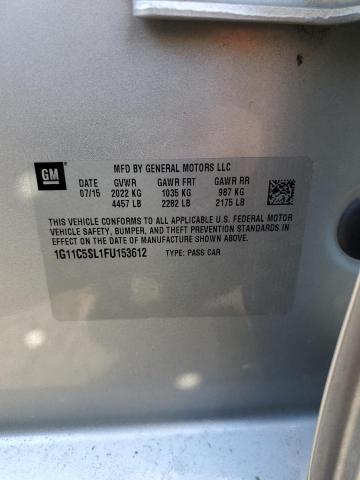 GM
MFD BY GENERAL MOTORS LLC
DATE GVWR GAWR FRT GAWR RR
07/15 2022 KG 1035 KG 987 KG
4457 LB 2282 LB 2175 LB
THIS VEHICLE CONFORMS TO ALL APPLICABLE U.S. FEDERAL MOTOR
VEHICLE SAFETY, BUMPER, AND THEFT PREVENTION STANDARDS IN
EFFECT ON THE DATE OF MANUFACTURE SHOWN ABOVE.
1G11C5SL1FU153612 TYPE: PASS CAR